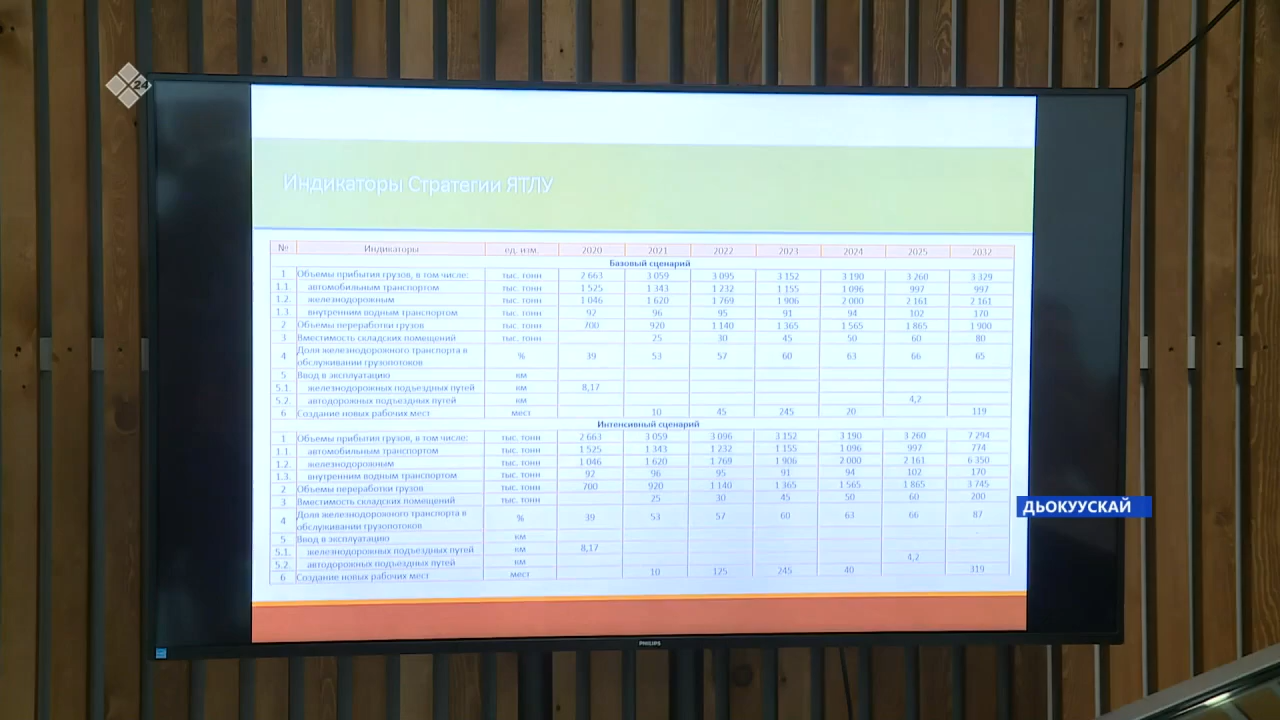 24
Индикаторы Стратегии ЯТЛУ
№ Индикаторы ед. изм. 2020 2021 2022 2023 2024 2025 2032
Базовый сценарий
1 Объемы прибытия грузов, в том числе: тыс. тонн 2 663 3 059 3 095 3 152 3 190 3 260 3 329
1.1. автомобильным транспортом тыс. тонн 1 525 1 343 1 232 1 155 1 096 997 997
1.2. железнодорожным тыс. тонн 1 046 1 620 1 769 1 906 2 000 2 161 2 161
1.3. внутренним водным транспортом тыс. тонн 92 96 95 91 94 102 170
2 Объемы переработки грузов тыс. тонн 700 920 1 140 1 365 1 565 1 865 1 900
3 Вместимость складских помещений тыс. тонн 25 30 45 50 60 80
4 Доля железнодорожного транспорта в обслуживании грузопотоков % 39 53 57 60 63 66 65
5 Ввод в эксплуатацию км
5.1. железнодорожных подъездных путей км 8,17
5.2. автодорожных подъездных путей км 4,2
6 Создание новых рабочих мест мест 10 45 245 20 119
Интенсивный сценарий
1 Объемы прибытия грузов, в том числе: тыс. тонн 2 663 3 059 3 096 3 152 3 190 3 260 7 294
1.1. автомобильным транспортом тыс. тонн 1 525 1 343 1 232 1 155 1 096 997 774
1.2. железнодорожным тыс. тонн 1 046 1 620 1 769 1 906 2 000 2 161 6 350
1.3. внутренним водным транспортом тыс. тонн 92 96 95 91 94 102 170
2 Объемы переработки грузов тыс. тонн 700 920 1 140 1 365 1 565 1 865 3 745
3 Вместимость складских помещений тыс. тонн 25 30 45 50 60 200
4 Доля железнодорожного транспорта в обслуживании грузопотоков % 39 53 57 60 63 66 87
5 Ввод в эксплуатацию км
5.1. железнодорожных подъездных путей км 8,17
5.2. автодорожных подъездных путей км 4,2
6 Создание новых рабочих мест мест 10 125 245 40 319
ДЬОКУУСКАЙ
PHILIPS